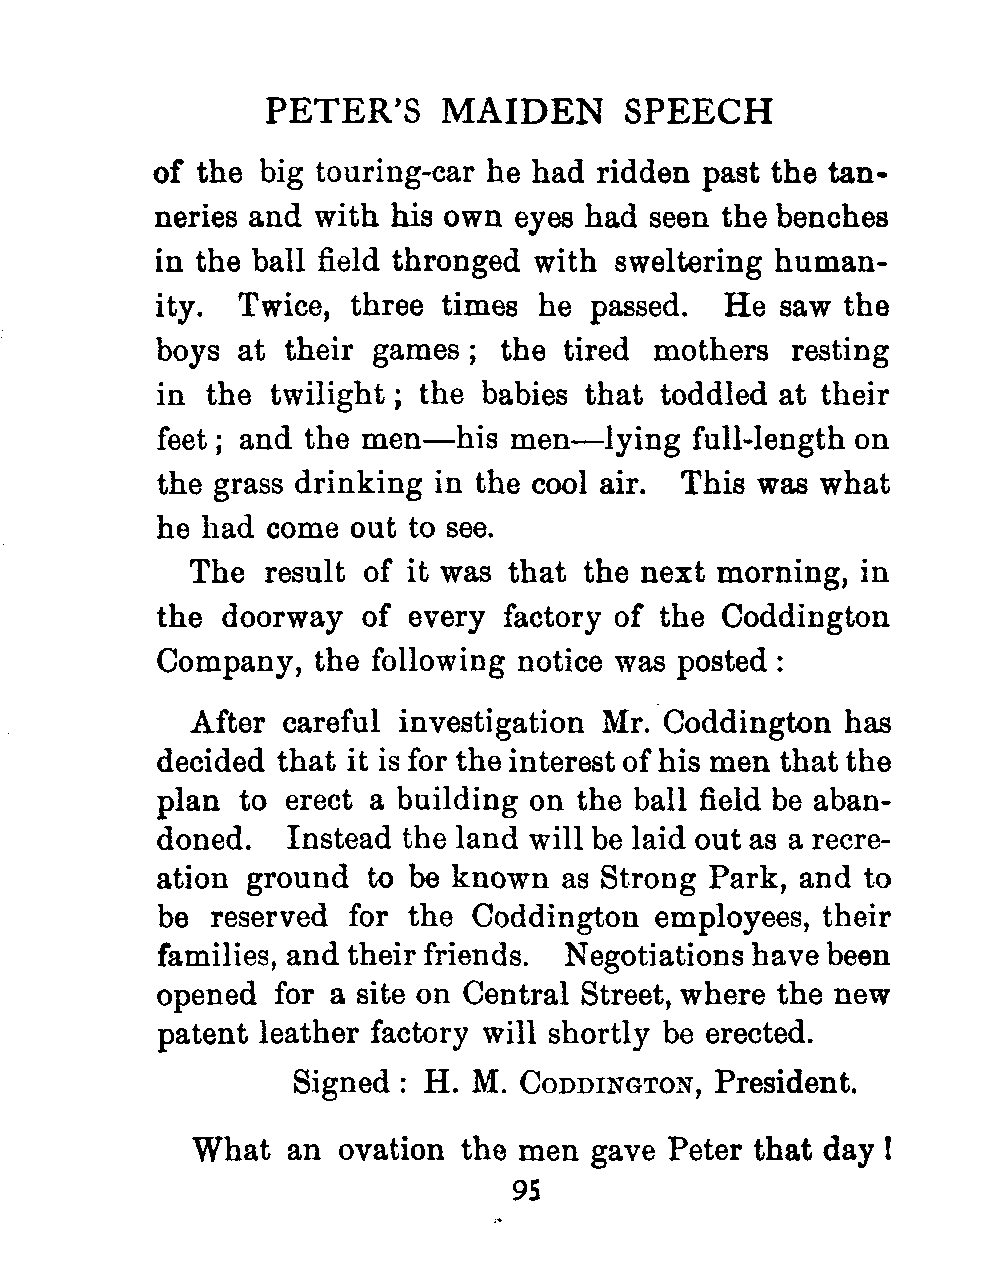 PETER'S MAIDEN SPEECH
of the big touring-car he had ridden past the tan-
neries and with his own eyes had seen the benches
in the ball field thronged with sweltering human-
ity. Twice, three times he passed. He saw the
boys at their games; the tired mothers resting
in the twilight; the babies that toddled at their
feet; and the men—his men—lying full-length on
the grass drinking in the cool air. This was what
he had come out to see.
The result of it was that the next morning, in
the doorway of every factory of the Coddington
Company, the following notice was posted:
After careful investigation Mr. Coddington has
decided that it is for the interest of his men that the
plan to erect a building on the ball field be aban-
doned. Instead the land will be laid out as a recre-
ation ground to be known as Strong Park, and to
be reserved for the Coddington employees, their
families, and their friends. Negotiations have been
opened for a site on Central Street, where the new
patent leather factory will shortly be erected.
Signed: H. M. CODDINGTON, President.
What an ovation the men gave Peter that day!
95